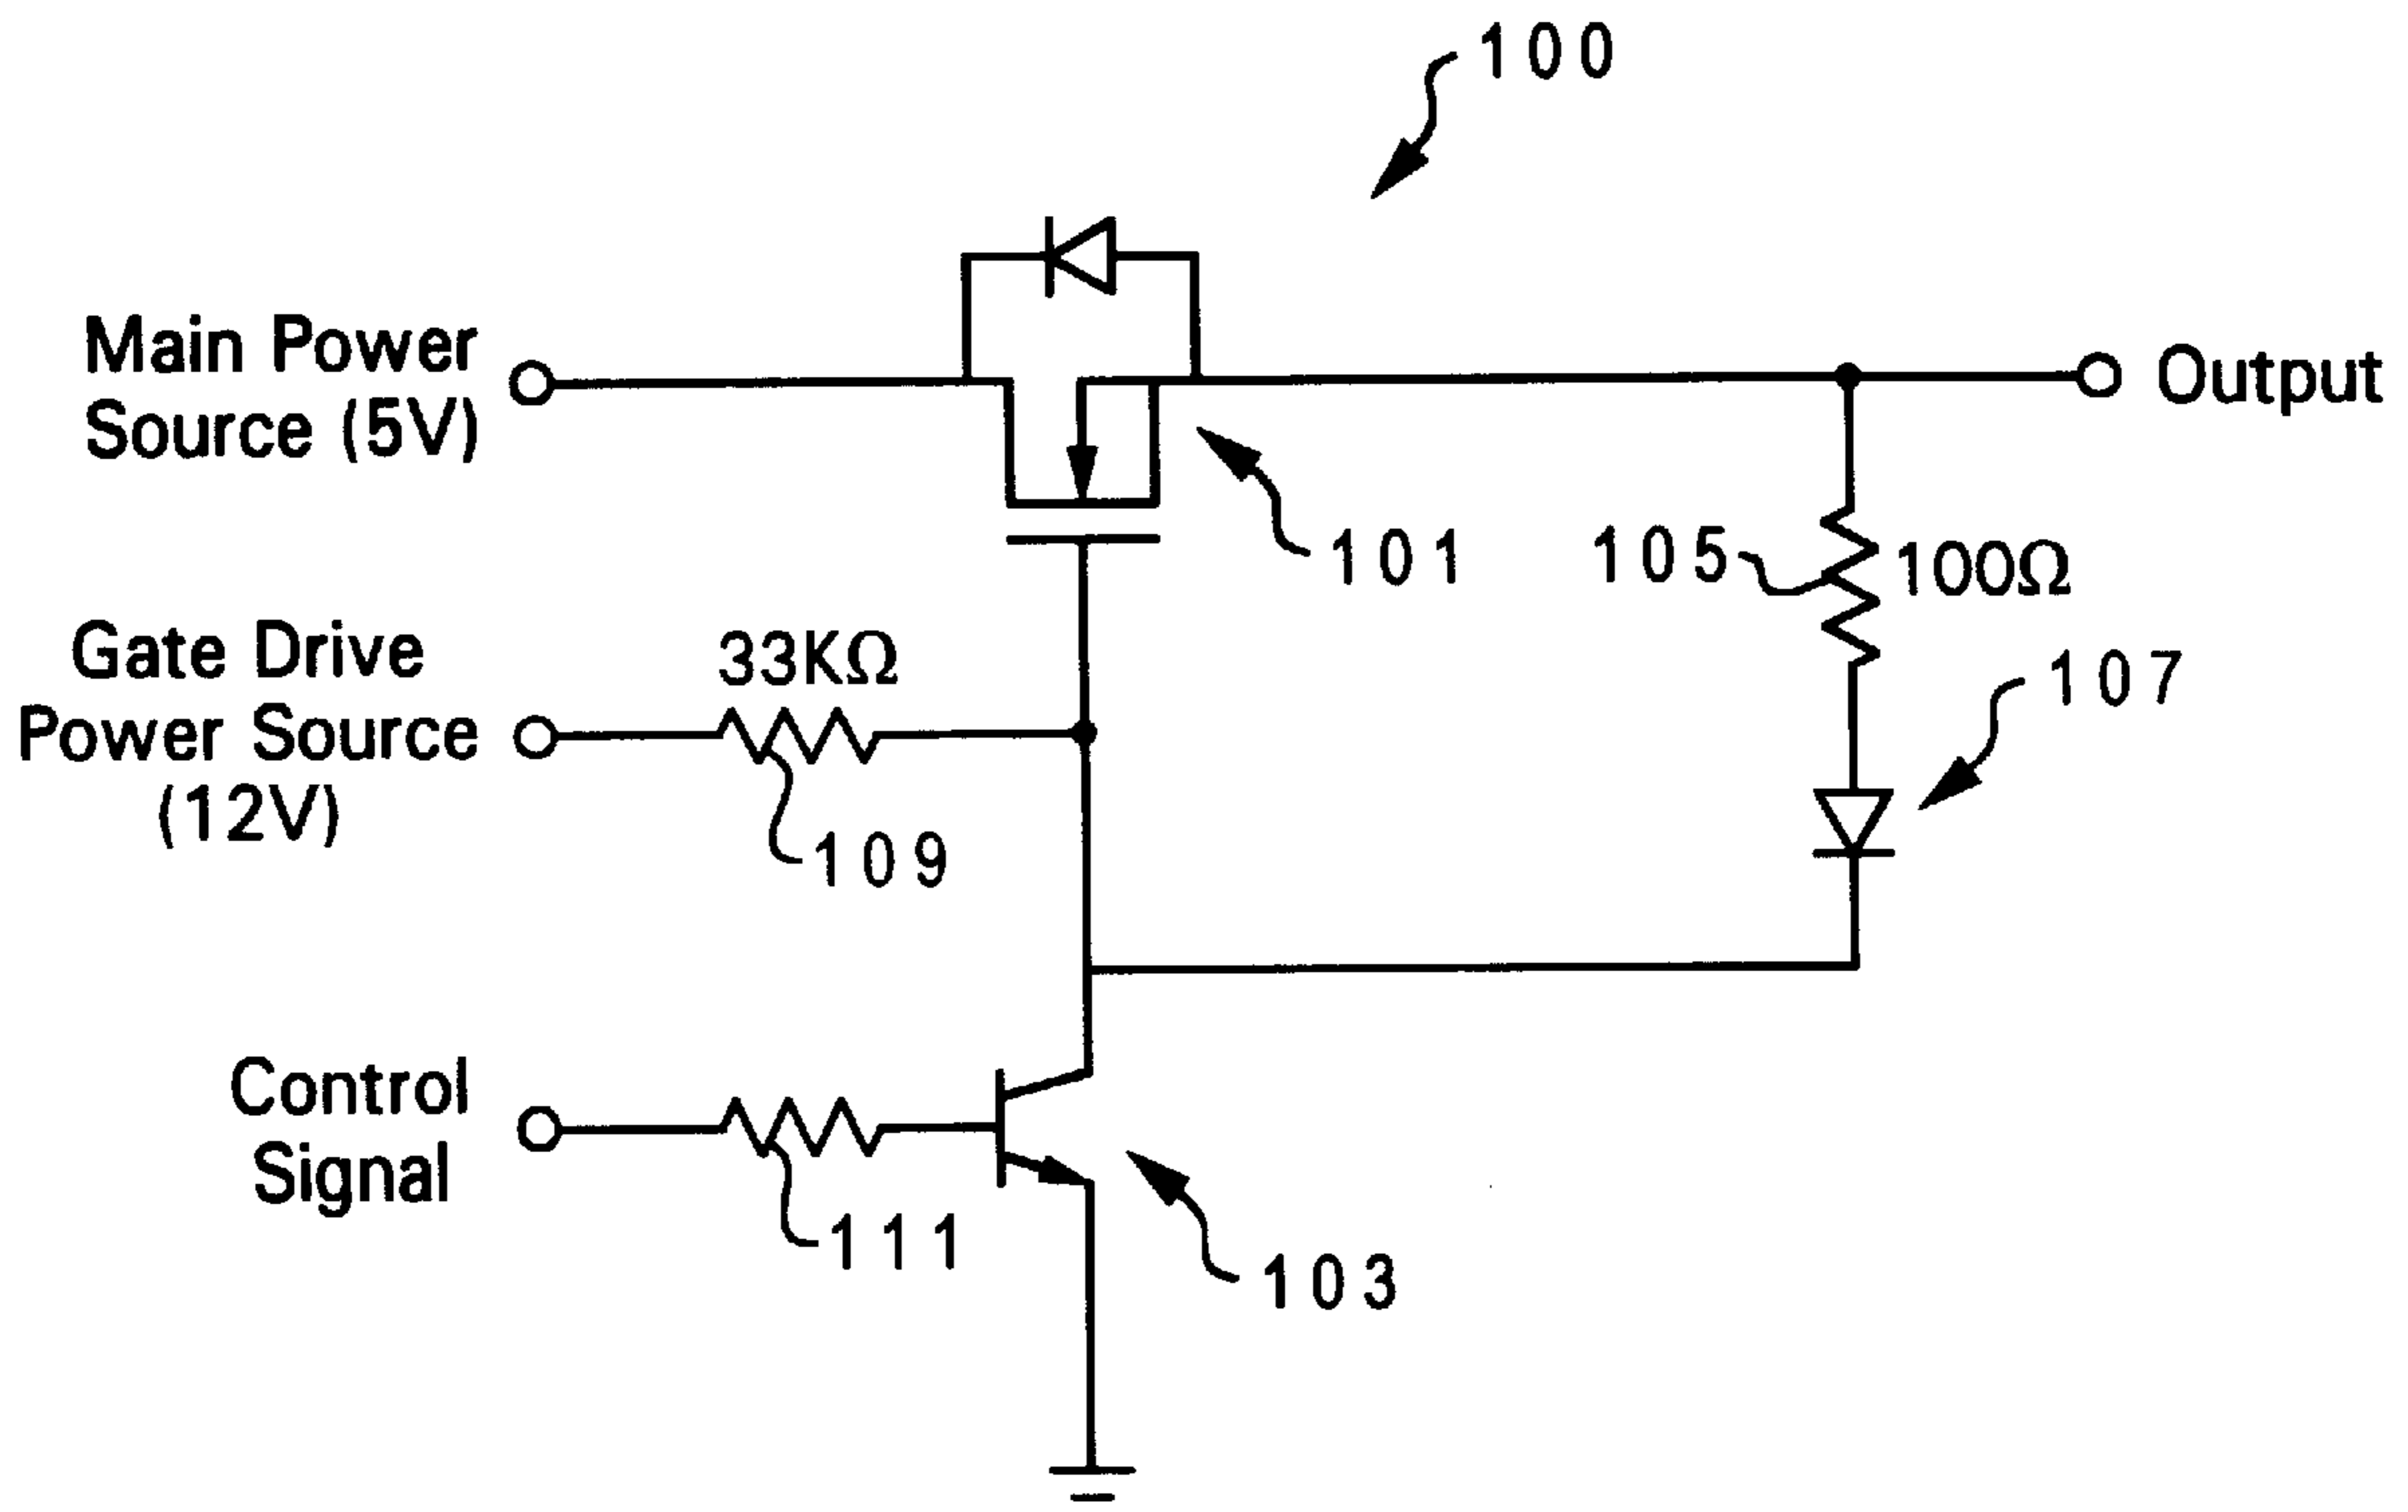 100
Main Power
Source (5V)
Output
101
105
100Ω
Gate Drive
Power Source
(12V)
33KΩ
107
109
Control
Signal
111
103